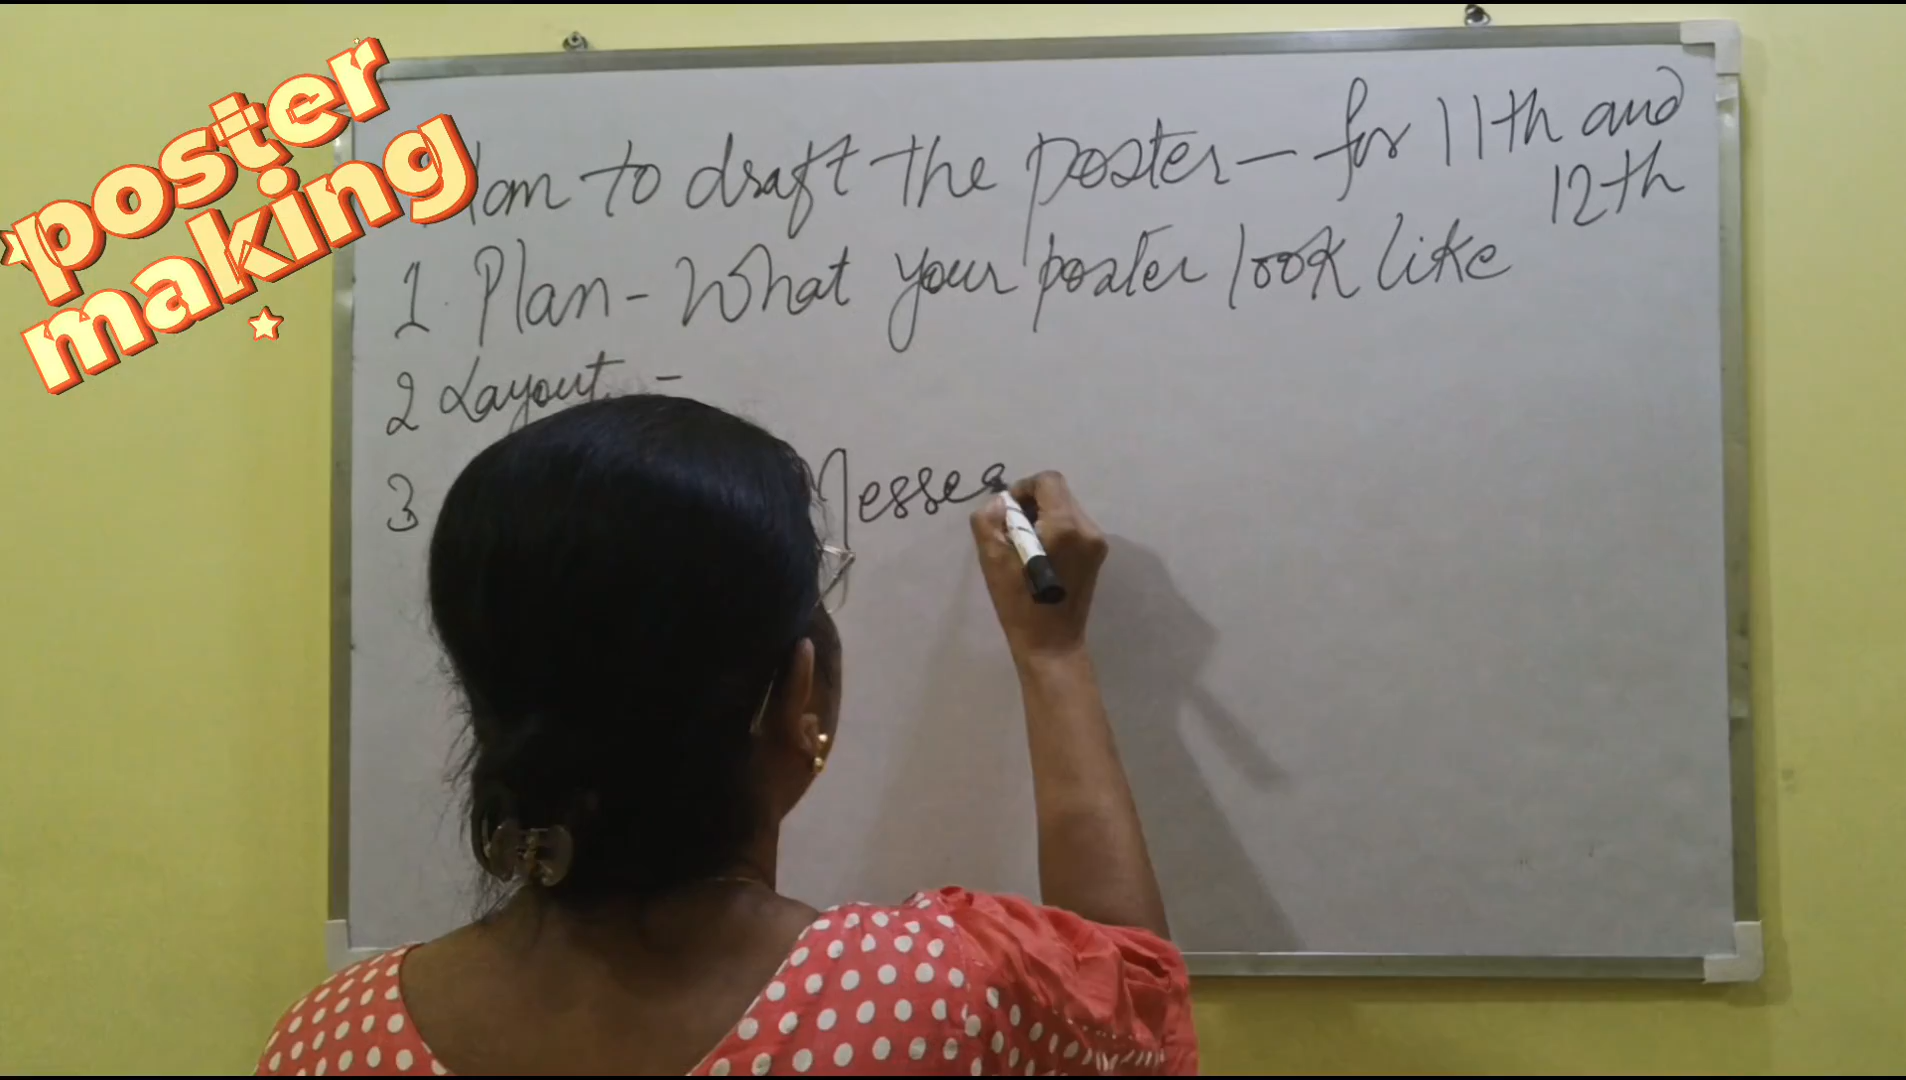 poster
making
to draft the poster - for 11th and
12th
1. Plan - What your poster look like
2 Layout -
3